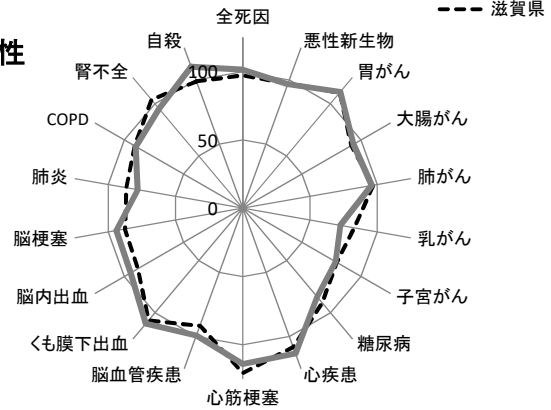 滋賀県
性
全死因
悪性新生物
胃がん
大腸がん
肺がん
乳がん
子宮がん
糖尿病
心疾患
心筋梗塞
脳血管疾患
くも膜下出血
脳内出血
脳梗塞
肺炎
COPD
腎不全
自殺
100
50
0